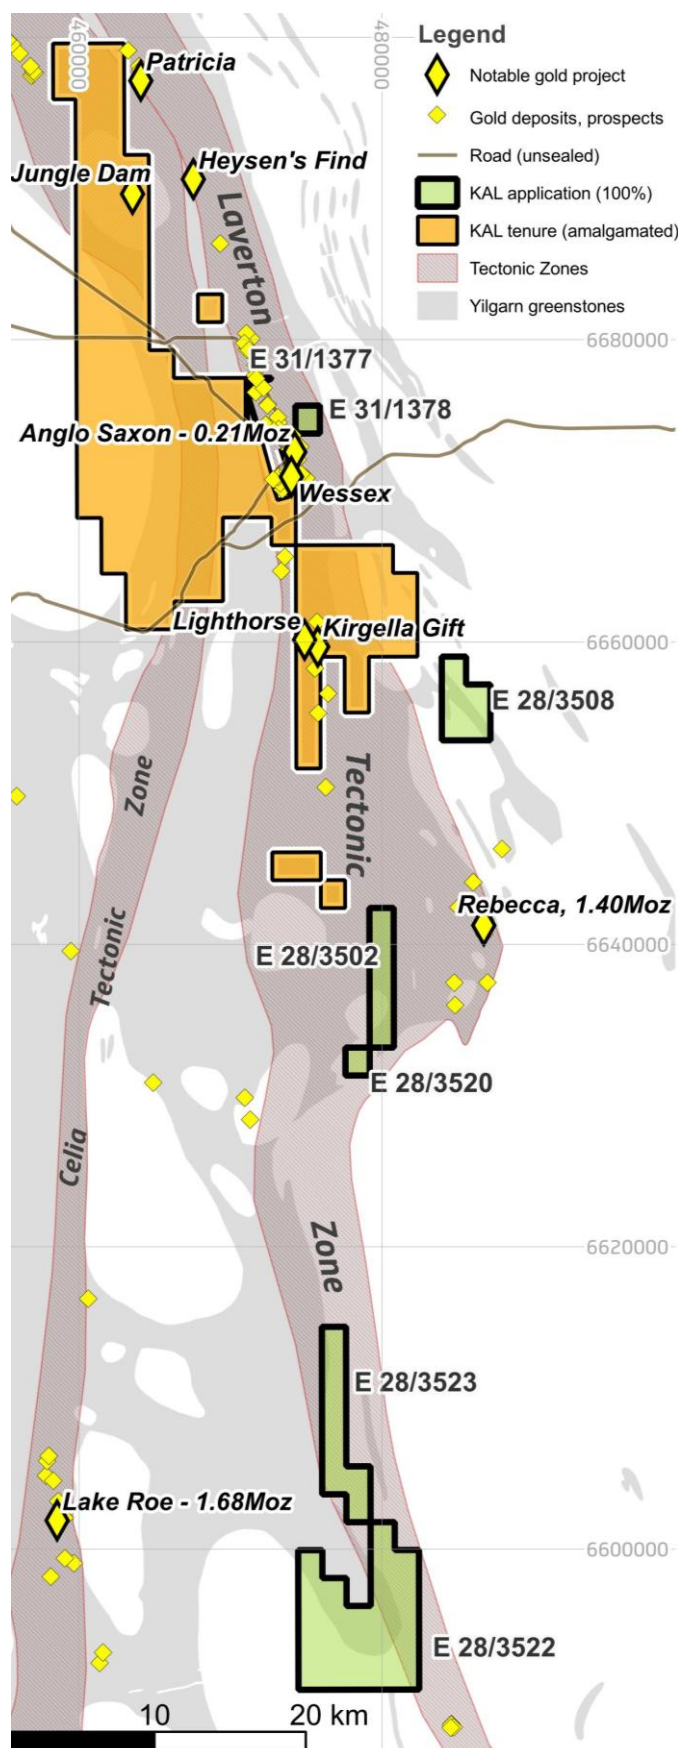 460000
480000
Legend
Notable gold project
Gold deposits, prospects
Road (unsealed)
KAL application (100%)
KAL tenure (amalgamated)
Tectonic Zones
Yilgarn greenstones
Patricia
Heysen's Find
Jungle Dam
Laverton
6680000
E 31/1377
E 31/1378
Anglo Saxon - 0.21Moz
Wessex
Lighthorse
Kirgella Gift
6660000
E 28/3508
Tectonic
Zone
Rebecca, 1.40Moz
Tectonic
E 28/3502
6640000
E 28/3520
Celia
Zone
6620000
E 28/3523
Lake Roe - 1.68Moz
6600000
E 28/3522
10
20 km